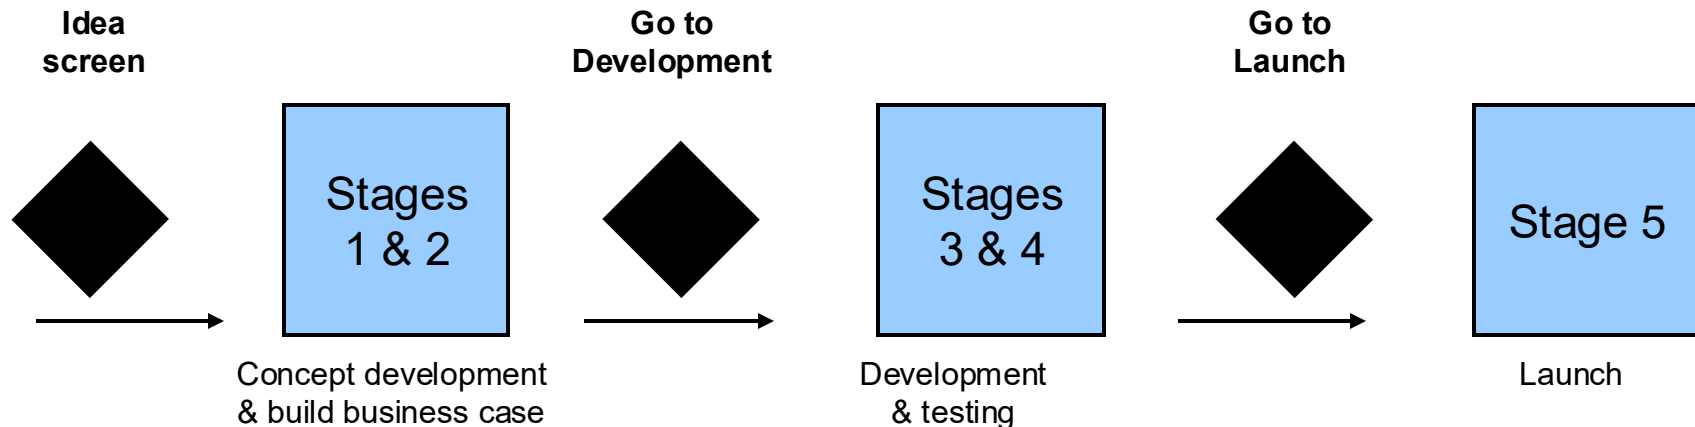 Idea
screen
Go to
Development
Go to
Launch
Stages
1 & 2
Stages
3 & 4
Stage 5
Concept development
& build business case
Development
& testing
Launch